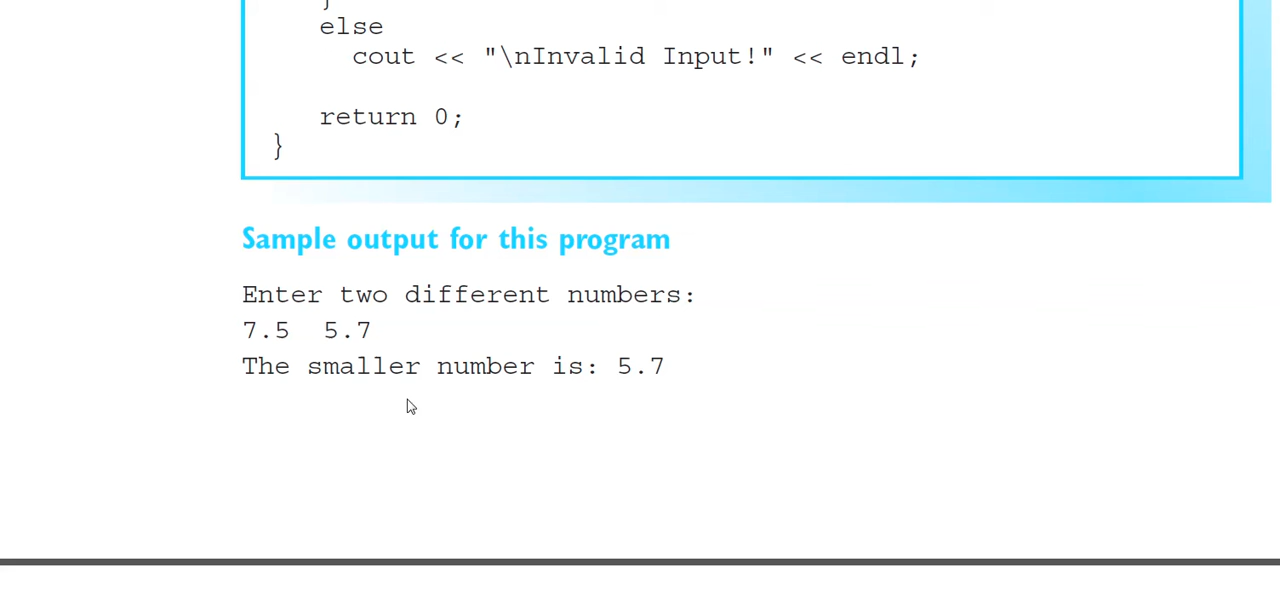 }
else
cout << "\nInvalid Input!" << endl;
return 0;
}
Sample output for this program
Enter two different numbers:
7.5  5.7
The smaller number is: 5.7